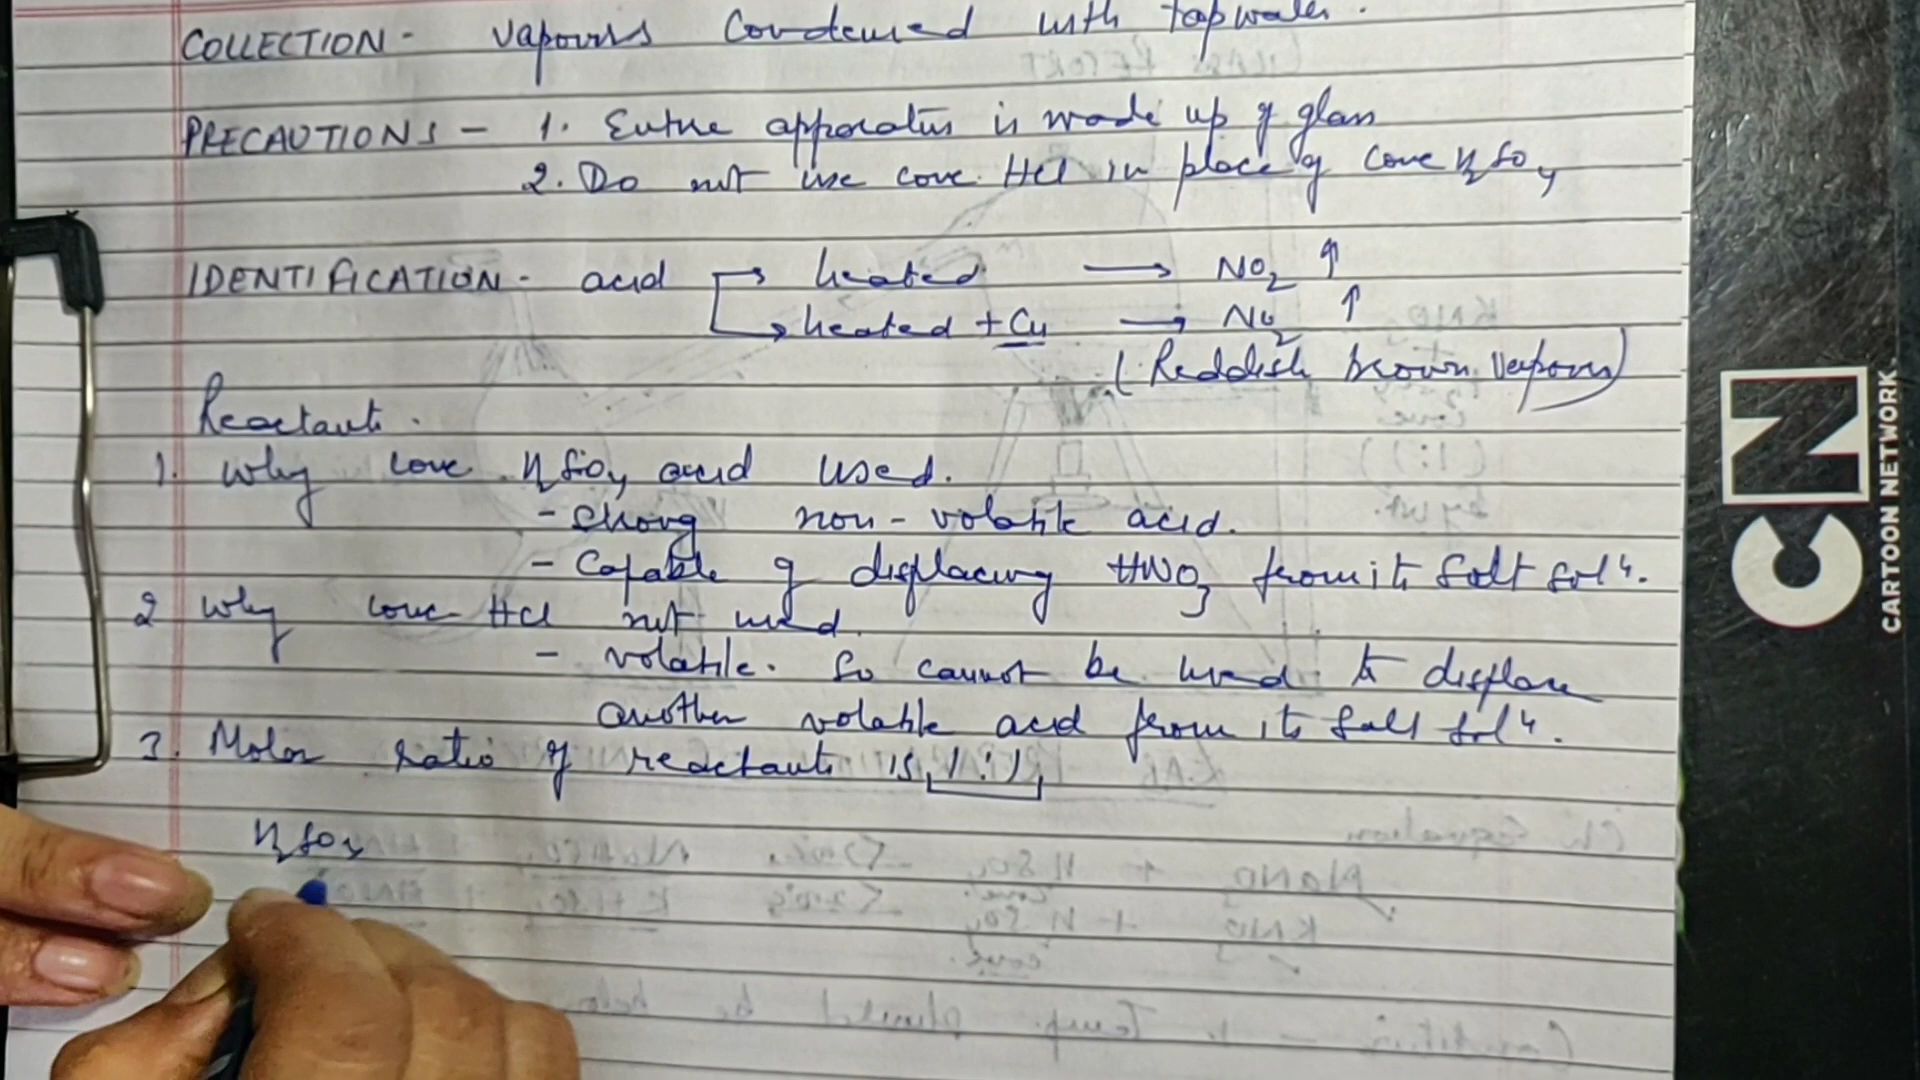 COLLECTION - vapours condensed with tapwater.
PRECAUTIONS - 1. Entire apparatus is made up of glass
2. Do not use conc. HCl in place of conc H2SO4
IDENTIFICATION - acid → heated → NO2 ↑
→ heated + Cu → NO2 ↑
(Reddish brown vapours)
Reactants.
1. Why conc H2SO4 acid used.
- Strong non-volatile acid.
- Capable of displacing HNO3 from its salt soln.
2 Why conc HCl not used.
- volatile. So cannot be used to displace
another volatile acid from its salt soln.
3. Molar ratio of reactants is 1:1
H2SO4
CN
CARTOON NETWORK